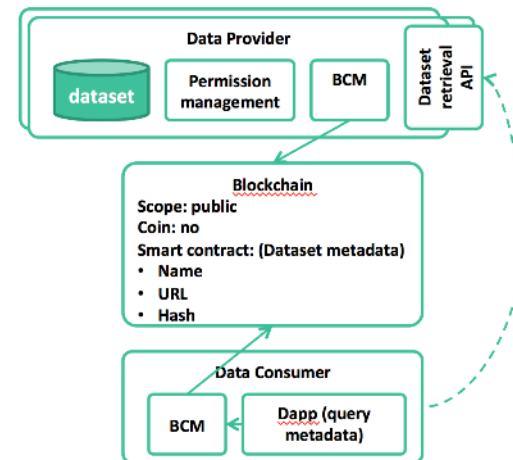 Data Provider
dataset
Permission
management
BCM
Dataset
retrieval
API
Blockchain
Scope: public
Coin: no
Smart contract: (Dataset metadata)
• Name
• URL
• Hash
Data Consumer
BCM
Dapp (query
metadata)